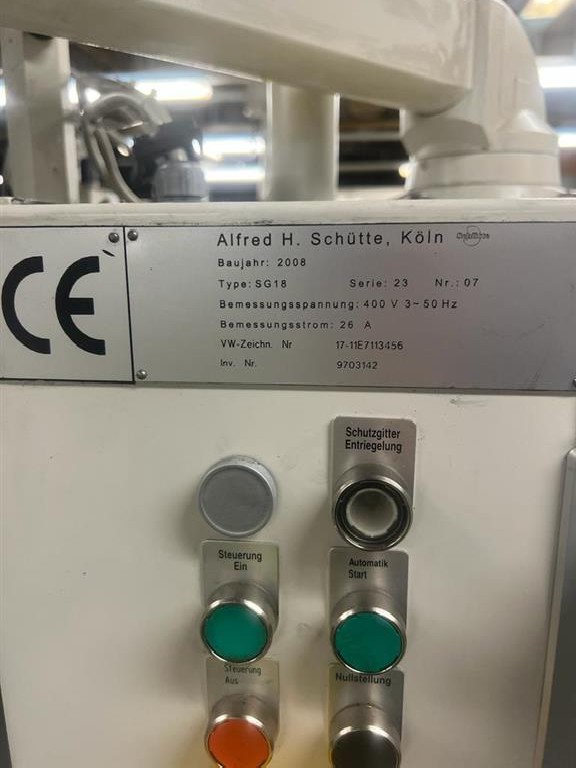 CE
Alfred H. Schütte, Köln
Baujahr: 2008
Type: SG18 Serie: 23 Nr.: 07
Bemessungsspannung: 400 V 3~ 50 Hz
Bemessungsstrom: 26 A
VW-Zeichn. Nr 17-11E7113456
Inv. Nr. 9703142
Schutzgitter
Entriegelung
Steuerung
Ein
Automatik
Start
Steuerung
Aus
Nullstellung